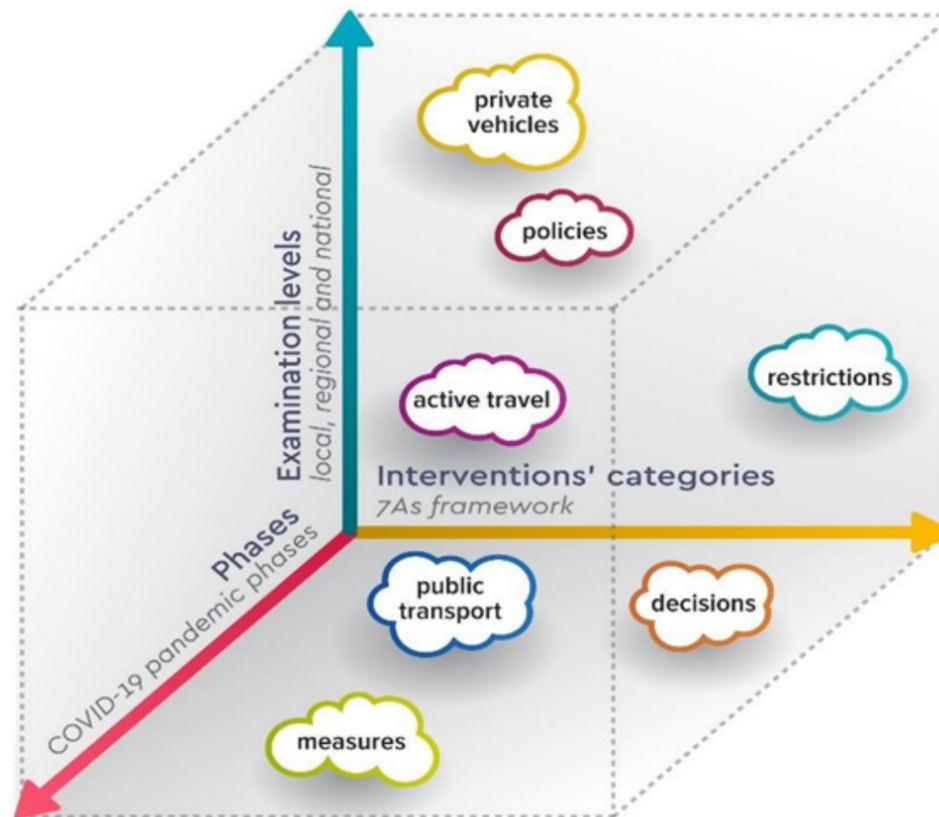 private
vehicles
policies
Examination levels
local, regional and national
active travel
restrictions
Interventions' categories
7As framework
Phases
COVID-19 pandemic phases
public
transport
decisions
measures